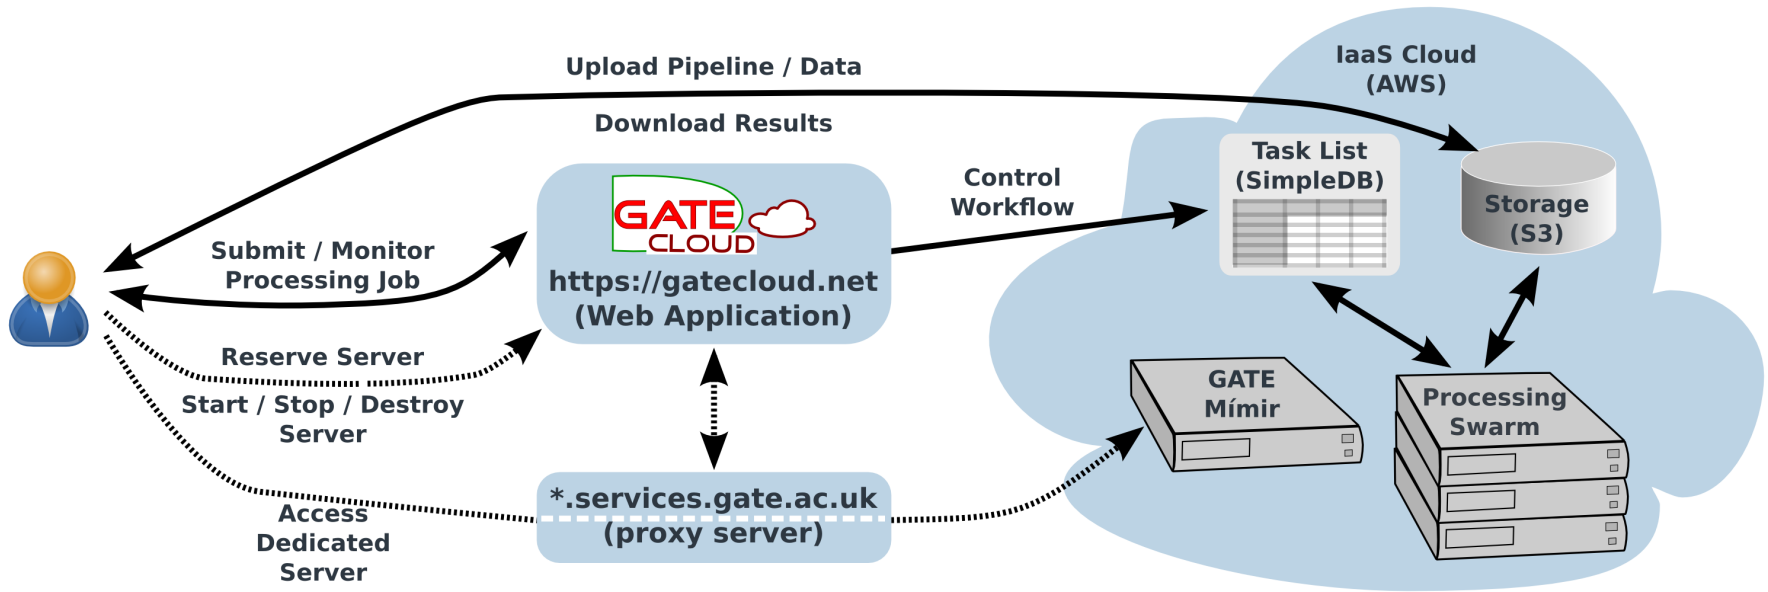 Upload Pipeline / Data
Download Results
IaaS Cloud
(AWS)
Task List
(SimpleDB)
Storage
(S3)
Control
Workflow
GATE
CLOUD
https://gatecloud.net
(Web Application)
Submit / Monitor
Processing Job
Reserve Server
Start / Stop / Destroy
Server
Access
Dedicated
Server
*.services.gate.ac.uk
(proxy server)
GATE
Mímir
Processing
Swarm